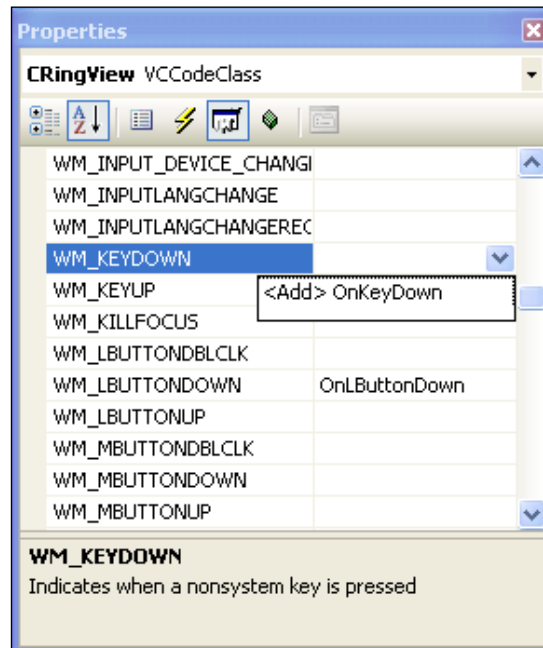 Properties
CRingView VCCodeClass
WM_INPUT_DEVICE_CHANGI
WM_INPUTLANGCHANGE
WM_INPUTLANGCHANGEREC
WM_KEYDOWN
WM_KEYUP
<Add> OnKeyDown
WM_KILLFOCUS
WM_LBUTTONDBLCLK
WM_LBUTTONDOWN OnLButtonDown
WM_LBUTTONUP
WM_MBUTTONDBLCLK
WM_MBUTTONDOWN
WM_MBUTTONUP
WM_KEYDOWN
Indicates when a nonsystem key is pressed